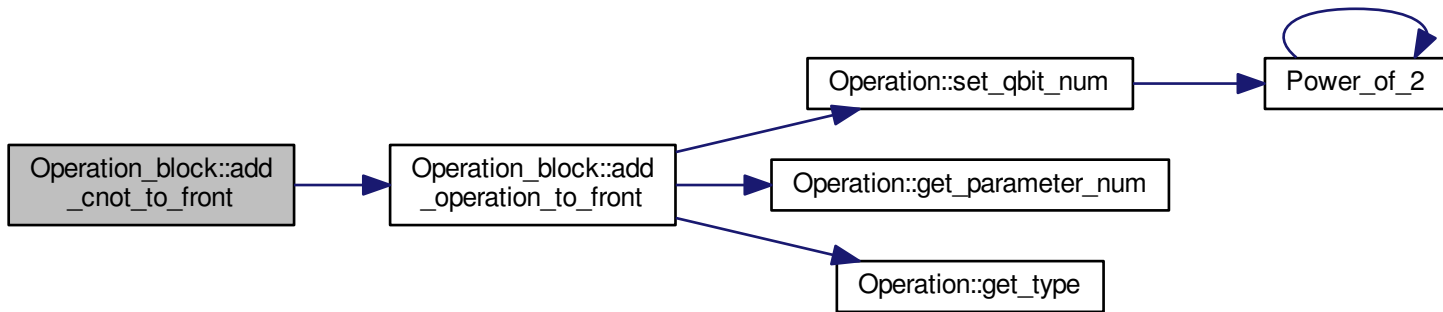 Operation_block::add
_cnot_to_front
Operation_block::add
_operation_to_front
Operation::set_qbit_num
Power_of_2
Operation::get_parameter_num
Operation::get_type